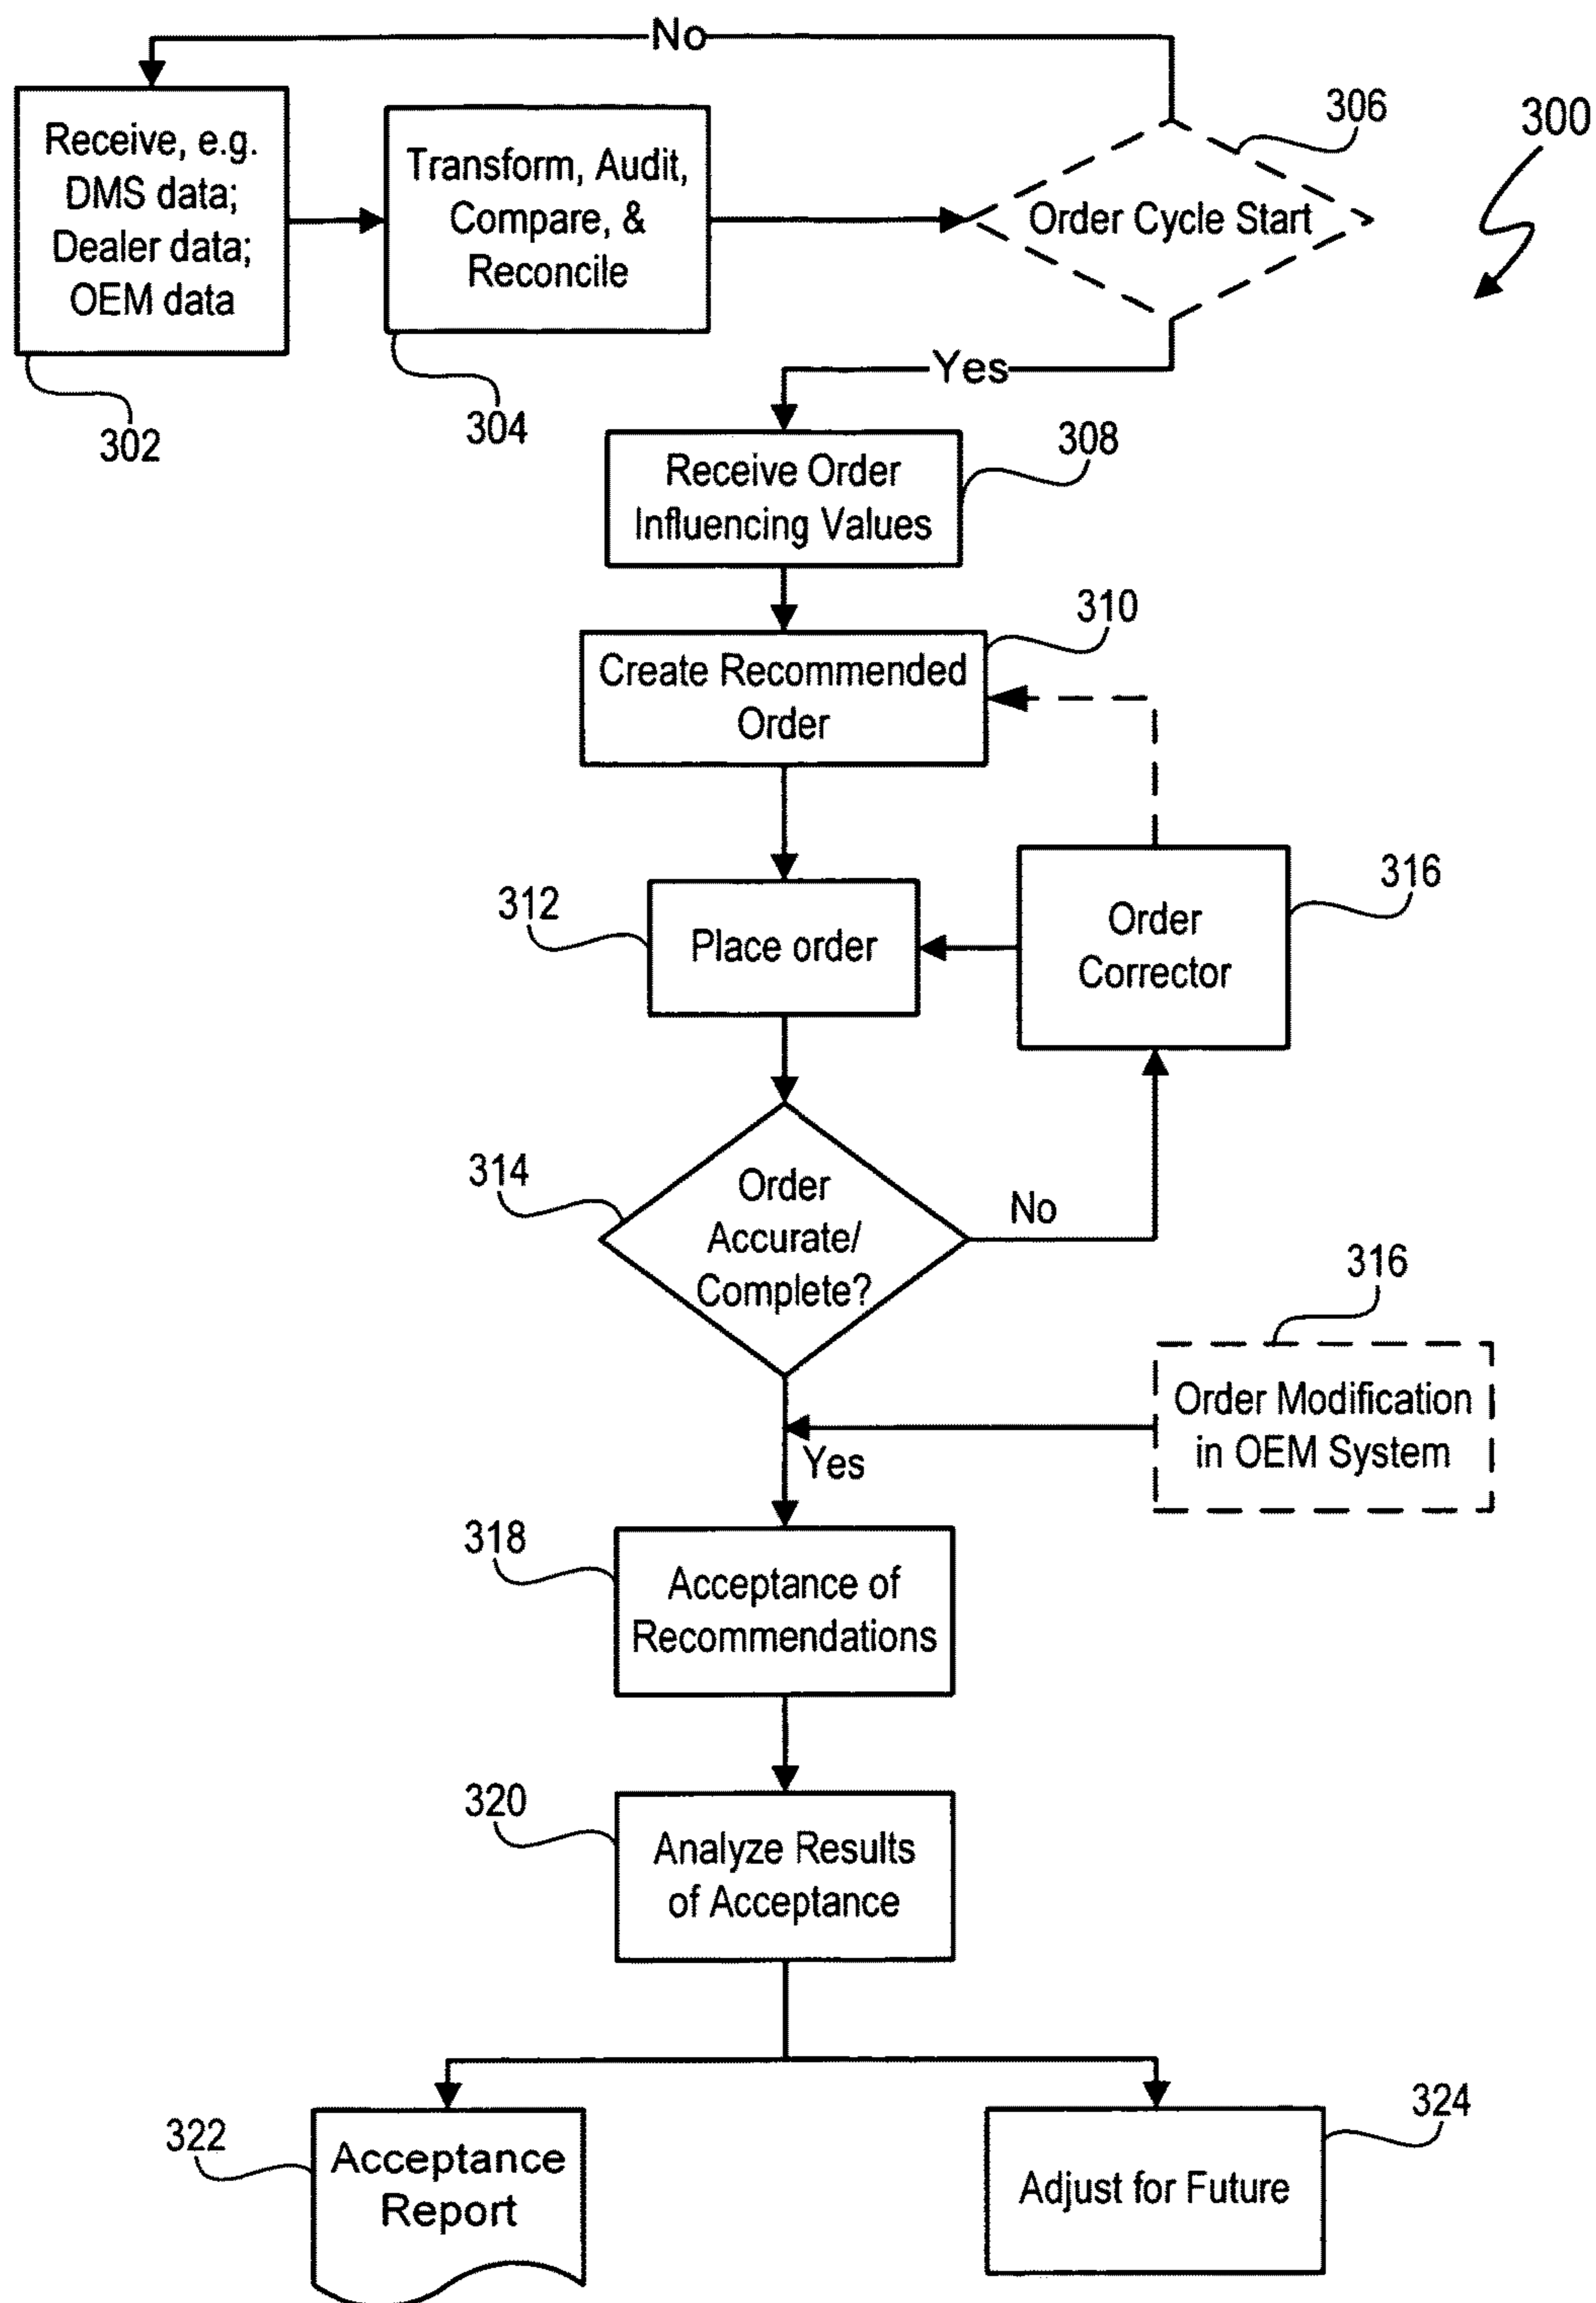 No
Receive, e.g.
DMS data;
Dealer data;
OEM data
302
Transform, Audit,
Compare, &
Reconcile
304
Order Cycle Start
306
300
Yes
Receive Order
Influencing Values
308
Create Recommended
Order
310
Place order
312
Order
Corrector
316
Order
Accurate/
Complete?
314
No
Order Modification
in OEM System
316
Yes
Acceptance of
Recommendations
318
Analyze Results
of Acceptance
320
Acceptance
Report
322
Adjust for Future
324